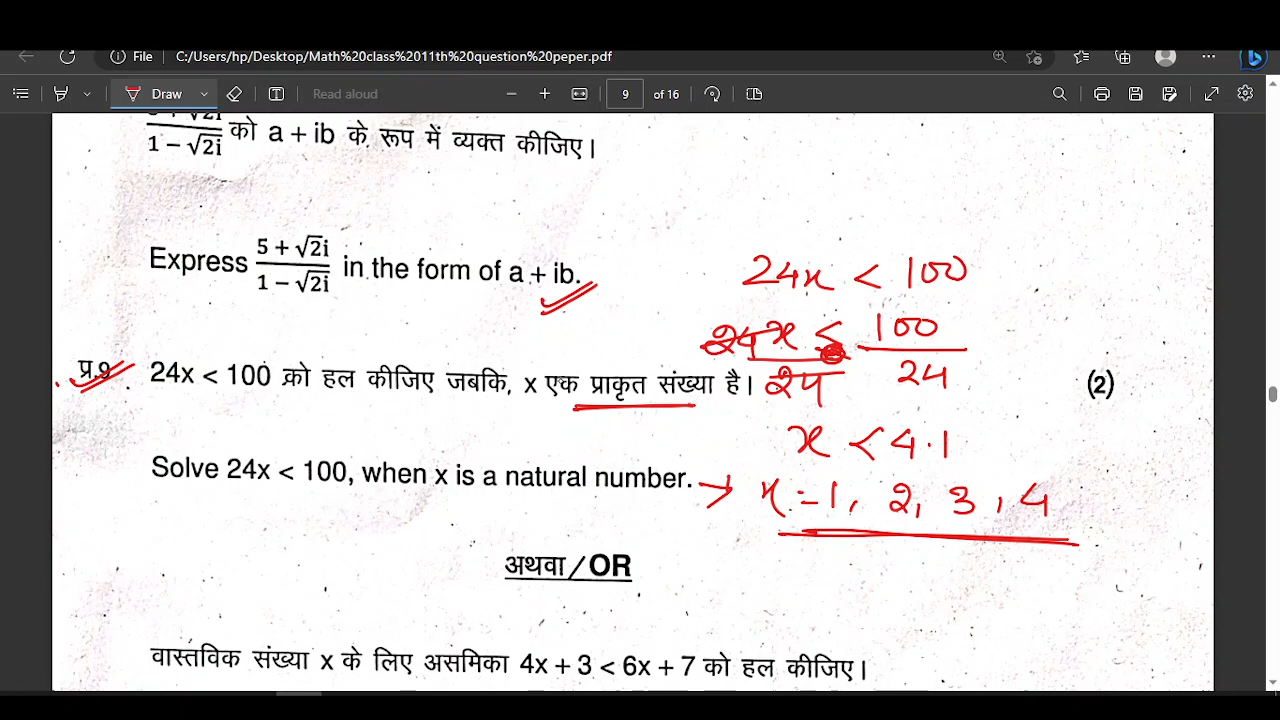 File C:/Users/hp/Desktop/Math%20class%2011th%20question%20peper.pdf
Draw Read aloud 9 of 16
5 + √2i
1 − √2i को a + ib के रूप में व्यक्त कीजिए।
Express 5 + √2i / 1 − √2i in the form of a + ib.
24x < 100
24x < 100
24 24
प्र.9 24x < 100 को हल कीजिए जबकि, x एक प्राकृत संख्या है। (2)
x < 4.1
Solve 24x < 100, when x is a natural number. → x = 1, 2, 3, 4
अथवा/OR
वास्तविक संख्या x के लिए असमिका 4x + 3 < 6x + 7 को हल कीजिए।